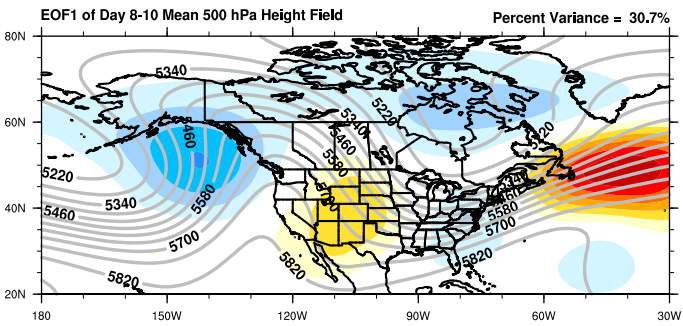 EOF1 of Day 8-10 Mean 500 hPa Height Field
Percent Variance = 30.7%
80N
5340
5220
5340
5460
5460
60N
5220
5580
5220
5340
5340
5580
5460
5460
40N
5580
5700
5700
5820
5820
5820
20N
180 150W 120W 90W 60W 30W